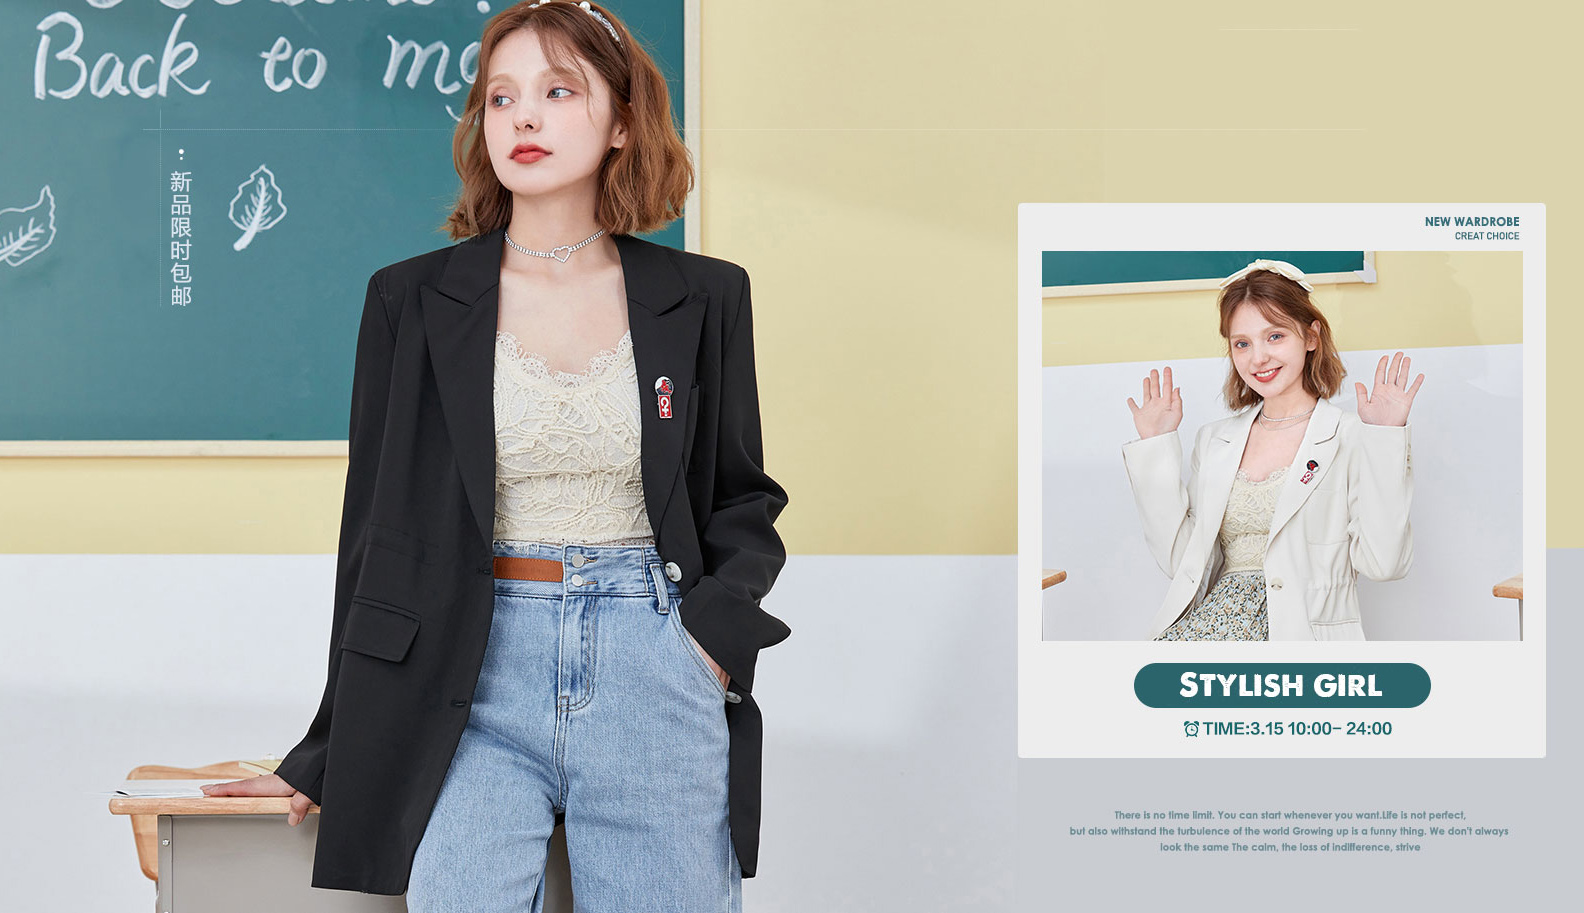 Back to my
新品限时包邮
NEW WARDROBE
CREAT CHOICE
STYLISH GIRL
TIME:3.15 10:00- 24:00
There is no time limit. You can start whenever you want.Life is not perfect,
but also withstand the turbulence of the world Growing up is a funny thing. We don't always
look the same The calm, the loss of indifference, strive